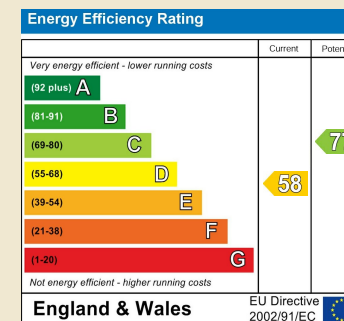 Energy Efficiency Rating
Current
Very energy efficient - lower running costs
(92 plus) A
(81-91) B
(69-80) C
(55-68) D
58
(39-54) E
(21-38) F
(1-20) G
Not energy efficient - higher running costs
England & Wales
EU Directive
2002/91/EC